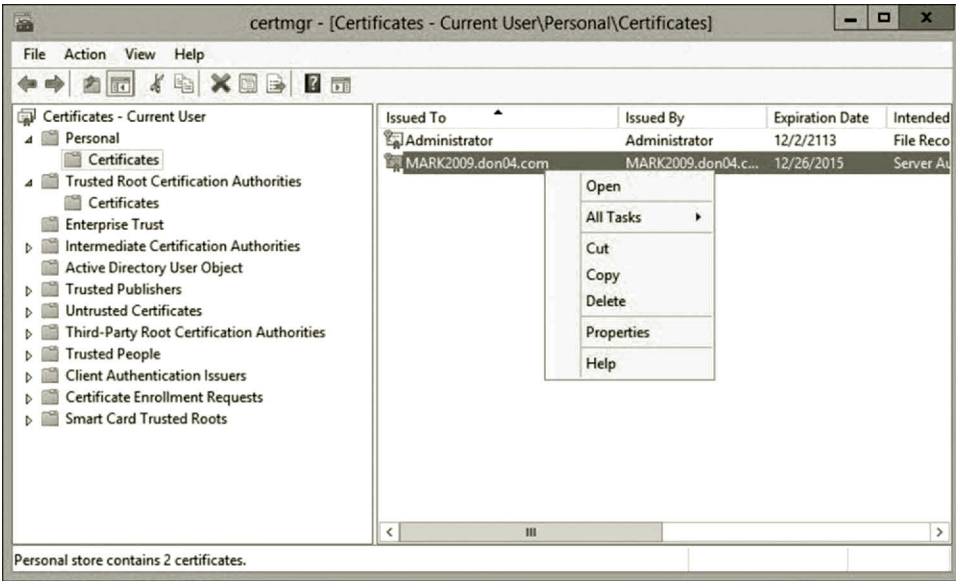 certmgr - [Certificates - Current User\Personal\Certificates]
File Action View Help
Certificates - Current User
Personal
Certificates
Trusted Root Certification Authorities
Certificates
Enterprise Trust
Intermediate Certification Authorities
Active Directory User Object
Trusted Publishers
Untrusted Certificates
Third-Party Root Certification Authorities
Trusted People
Client Authentication Issuers
Certificate Enrollment Requests
Smart Card Trusted Roots
Issued To Issued By Expiration Date Intended
Administrator Administrator 12/2/2113 File Reco
MARK2009.don04.com MARK2009.don04.c... 12/26/2015 Server Au
Open
All Tasks
Cut
Copy
Delete
Properties
Help
Personal store contains 2 certificates.